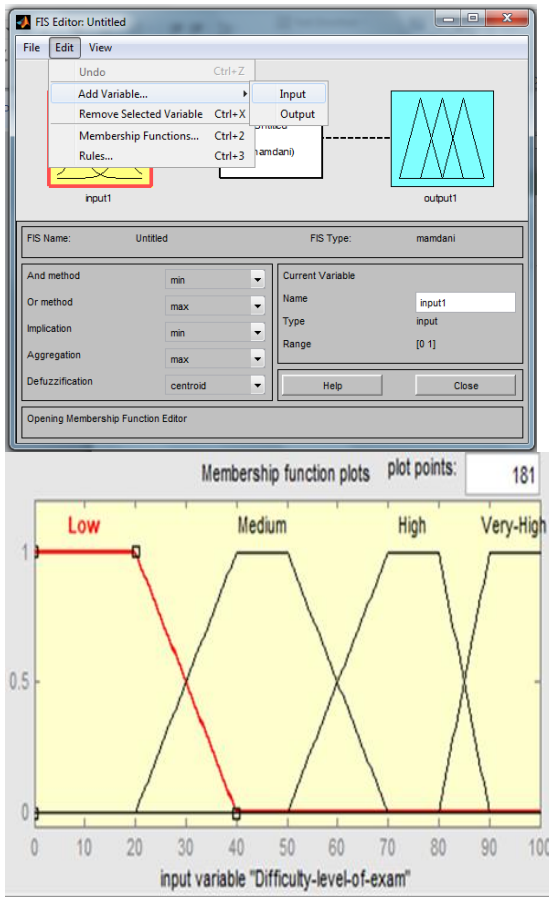 FIS Editor: Untitled
File Edit View
Undo Ctrl+Z
Add Variable...
Remove Selected Variable Ctrl+X
Membership Functions... Ctrl+2
Rules... Ctrl+3
Input
Output
input1
output1
FIS Name: Untitled FIS Type: mamdani
And method min
Or method max
Implication min
Aggregation max
Defuzzification centroid
Current Variable
Name input1
Type input
Range [0 1]
Help Close
Opening Membership Function Editor
Membership function plots plot points: 181
Low Medium High Very-High
1
0.5
0
0 10 20 30 40 50 60 70 80 90 100
input variable "Difficulty-level-of-exam"